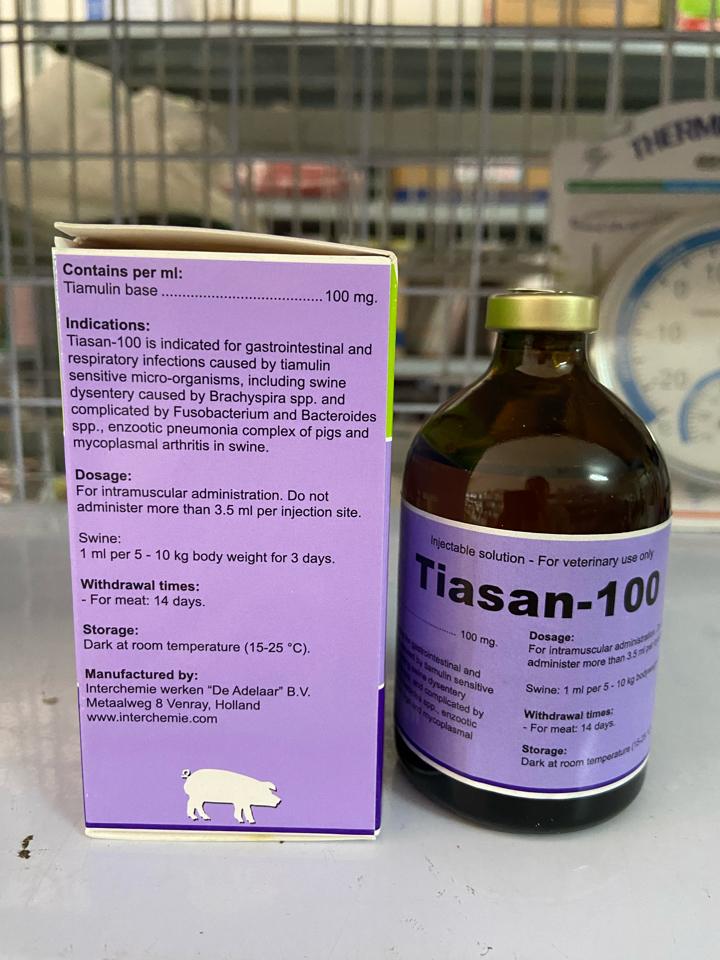 Contains per ml:
Tiamulin base ........................................ 100 mg.
Indications:
Tiasan-100 is indicated for gastrointestinal and
respiratory infections caused by tiamulin
sensitive micro-organisms, including swine
dysentery caused by Brachyspira spp. and
complicated by Fusobacterium and Bacteroides
spp., enzootic pneumonia complex of pigs and
mycoplasmal arthritis in swine.
Dosage:
For intramuscular administration. Do not
administer more than 3.5 ml per injection site.
Swine:
1 ml per 5 - 10 kg body weight for 3 days.
Withdrawal times:
- For meat: 14 days.
Storage:
Dark at room temperature (15-25 °C).
Manufactured by:
Interchemie werken "De Adelaar" B.V.
Metaalweg 8 Venray, Holland
www.interchemie.com
Injectable solution - For veterinary use only
Tiasan-100
............... 100 mg.
gastrointestinal and
by tiamulin sensitive
swine dysentery
and complicated by
spp., enzootic
and mycoplasmal
Dosage:
For intramuscular administration.
administer more than 3.5 ml
Swine: 1 ml per 5 - 10 kg
Withdrawal times:
- For meat: 14 days.
Storage:
Dark at room temperature
THERM
10
20